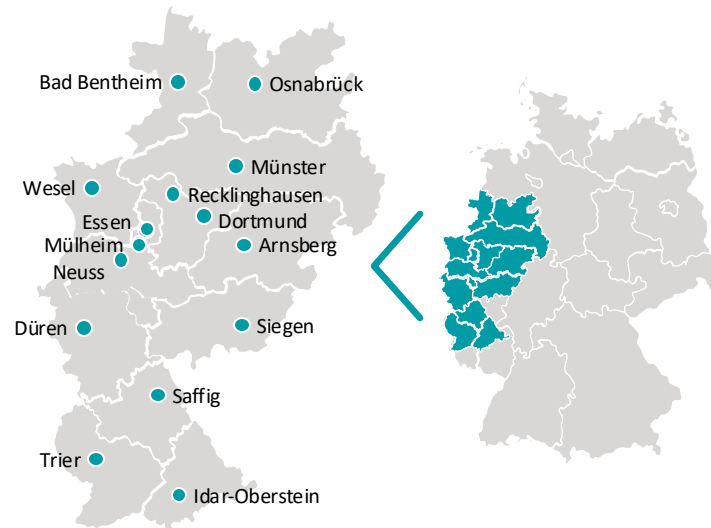 Bad Bentheim
Osnabrück
Münster
Wesel
Recklinghausen
Dortmund
Essen
Mülheim
Arnsberg
Neuss
Düren
Siegen
Saffig
Trier
Idar-Oberstein